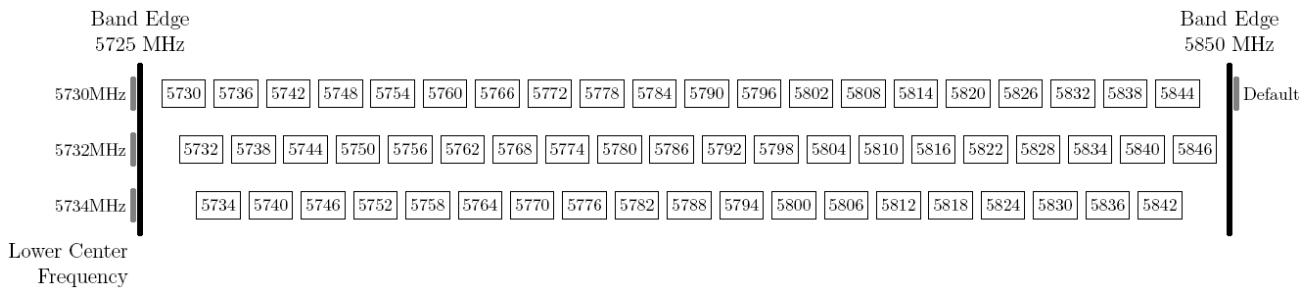 Band Edge
5725 MHz
Band Edge
5850 MHz
5730MHz 5730 5736 5742 5748 5754 5760 5766 5772 5778 5784 5790 5796 5802 5808 5814 5820 5826 5832 5838 5844 Default
5732MHz 5732 5738 5744 5750 5756 5762 5768 5774 5780 5786 5792 5798 5804 5810 5816 5822 5828 5834 5840 5846
5734MHz 5734 5740 5746 5752 5758 5764 5770 5776 5782 5788 5794 5800 5806 5812 5818 5824 5830 5836 5842
Lower Center
Frequency